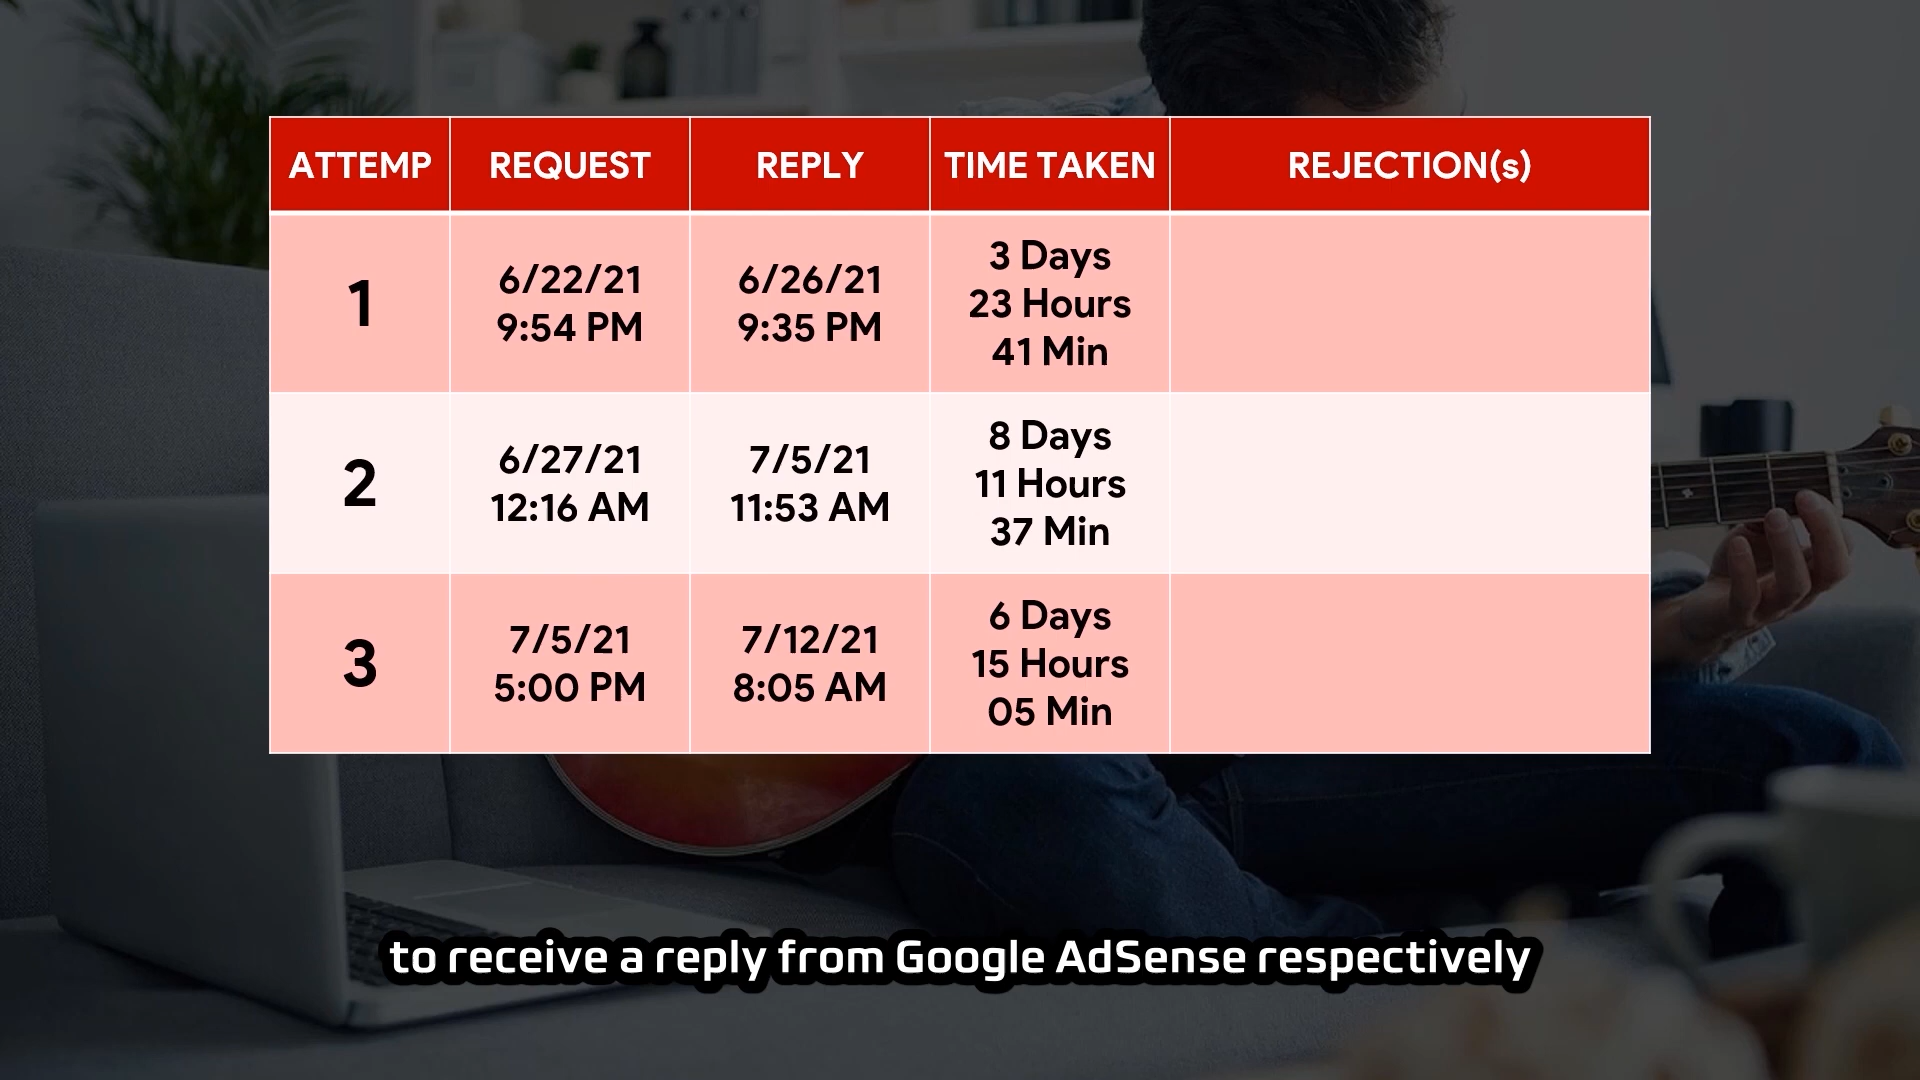 ATTEMP REQUEST REPLY TIME TAKEN REJECTION(s)
1
6/22/21
9:54 PM
6/26/21
9:35 PM
3 Days
23 Hours
41 Min
2
6/27/21
12:16 AM
7/5/21
11:53 AM
8 Days
11 Hours
37 Min
3
7/5/21
5:00 PM
7/12/21
8:05 AM
6 Days
15 Hours
05 Min
to receive a reply from Google AdSense respectively